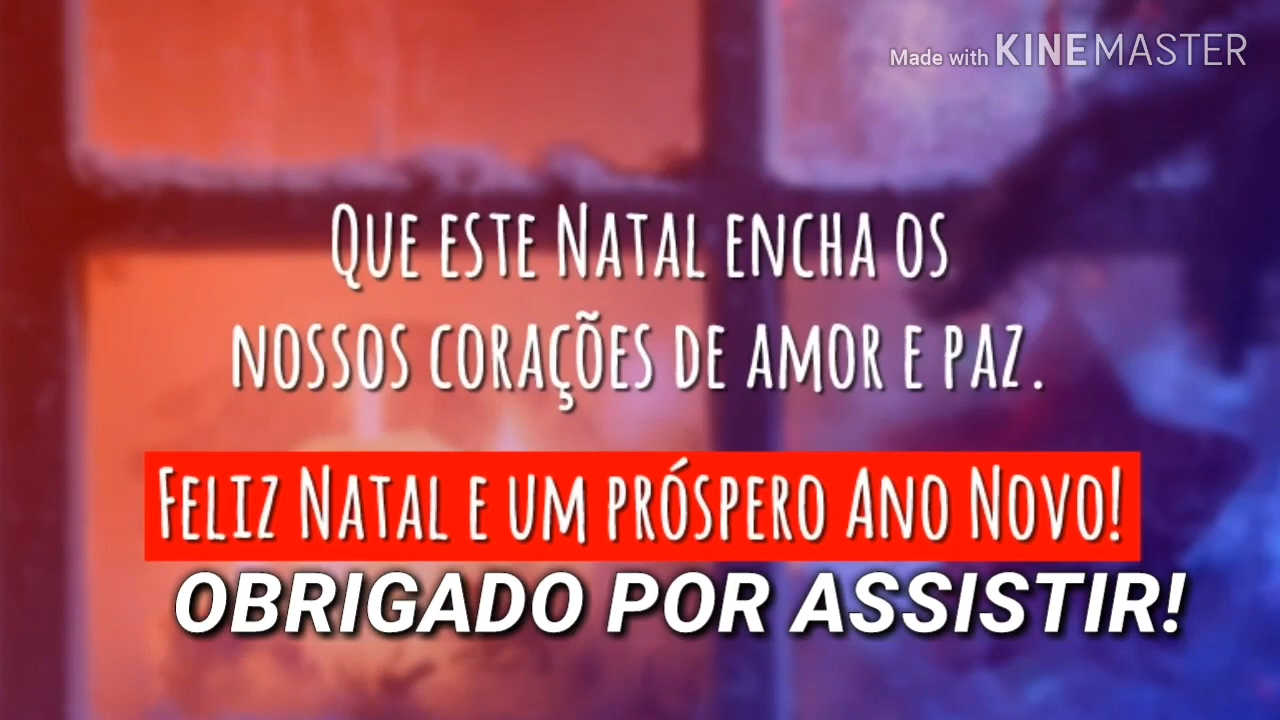 Made with KINEMASTER
QUE ESTE NATAL ENCHA OS
NOSSOS CORAÇÕES DE AMOR E PAZ.
FELIZ NATAL E UM PRÓSPERO ANO NOVO!
OBRIGADO POR ASSISTIR!